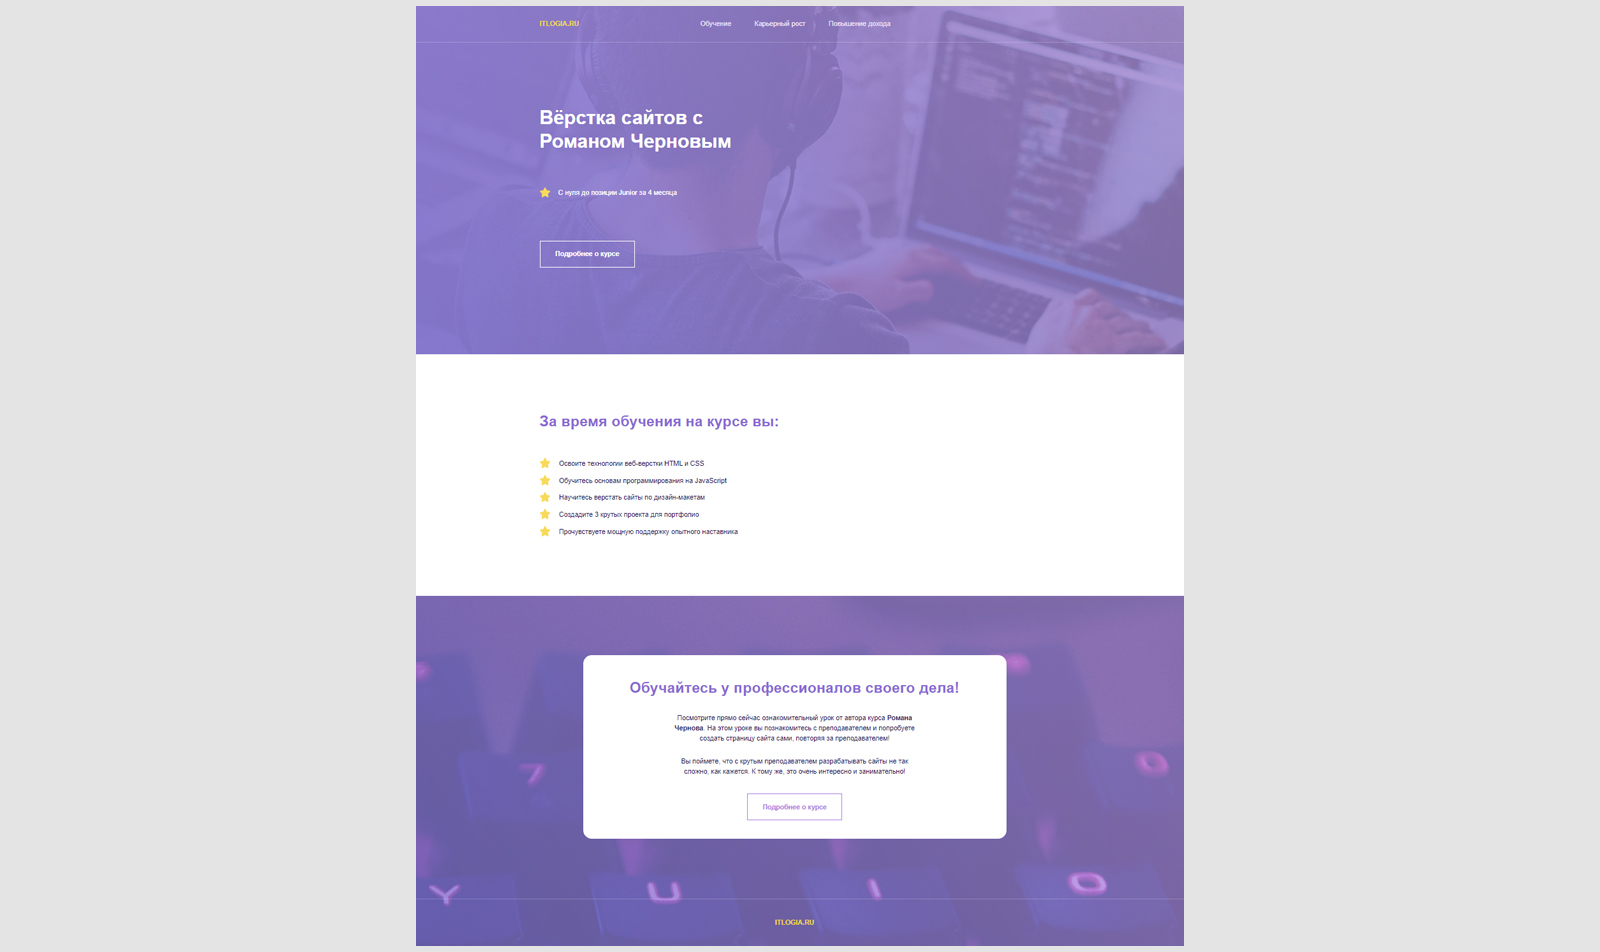 ITLOGIA.RU
Обучение
Карьерный рост
Повышение дохода
Вёрстка сайтов с
Романом Черновым
С нуля до позиции Junior за 4 месяца
Подробнее о курсе
За время обучения на курсе вы:
Освоите технологии веб-верстки HTML и CSS
Обучитесь основам программирования на JavaScript
Научитесь верстать сайты по дизайн-макетам
Создадите 3 крутых проекта для портфолио
Прочувствуете мощную поддержку опытного наставника
Обучайтесь у профессионалов своего дела!
Посмотрите прямо сейчас ознакомительный урок от автора курса Романа
Чернова. На этом уроке вы познакомитесь с преподавателем и попробуете
создать страницу сайта сами, повторяя за преподавателем!
Вы поймете, что с крутым преподавателем разрабатывать сайты не так
сложно, как кажется. К тому же, это очень интересно и занимательно!
Подробнее о курсе
7
Y
U
I
O
ITLOGIA.RU